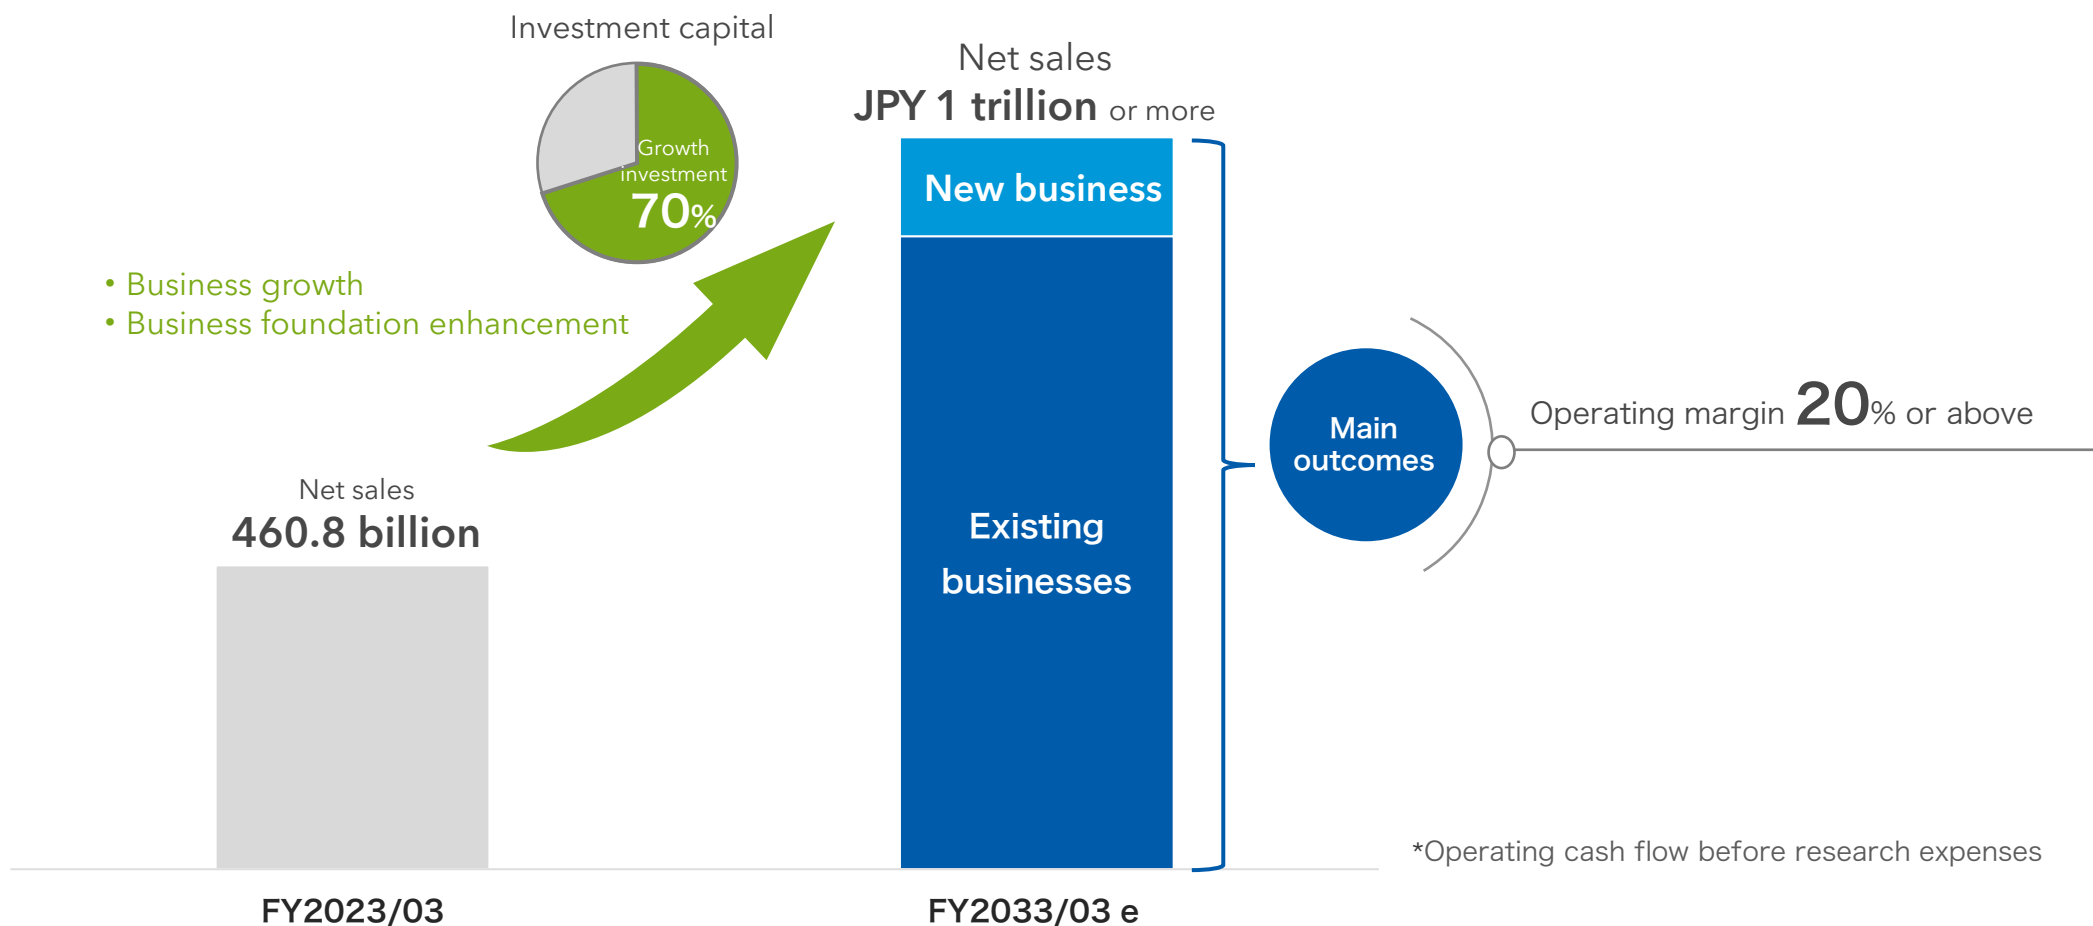 Investment capital
Growth
investment
70%
Net sales
JPY 1 trillion or more
New business
Existing
businesses
• Business growth
• Business foundation enhancement
Net sales
460.8 billion
Main
outcomes
Operating margin 20% or above
*Operating cash flow before research expenses
FY2023/03
FY2033/03 e